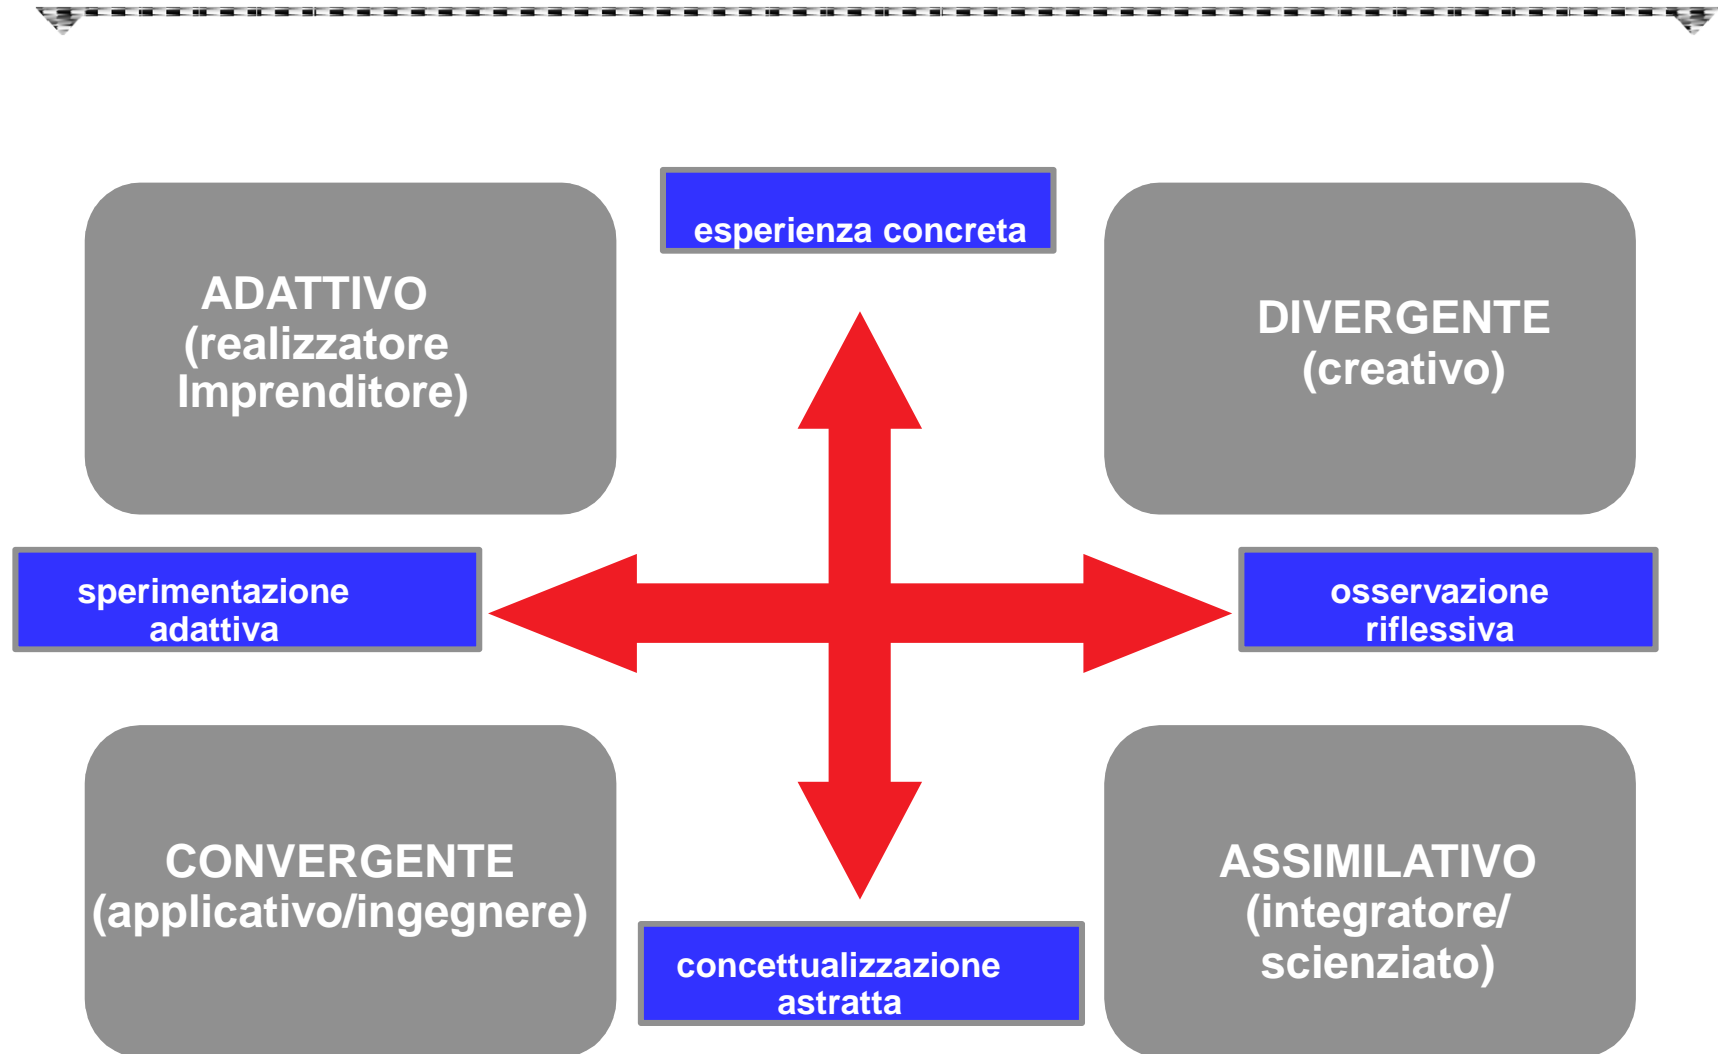 esperienza concreta
ADATTIVO
(realizzatore
Imprenditore)
DIVERGENTE
(creativo)
sperimentazione
adattiva
osservazione
riflessiva
CONVERGENTE
(applicativo/ingegnere)
ASSIMILATIVO
(integratore/
scienziato)
concettualizzazione
astratta